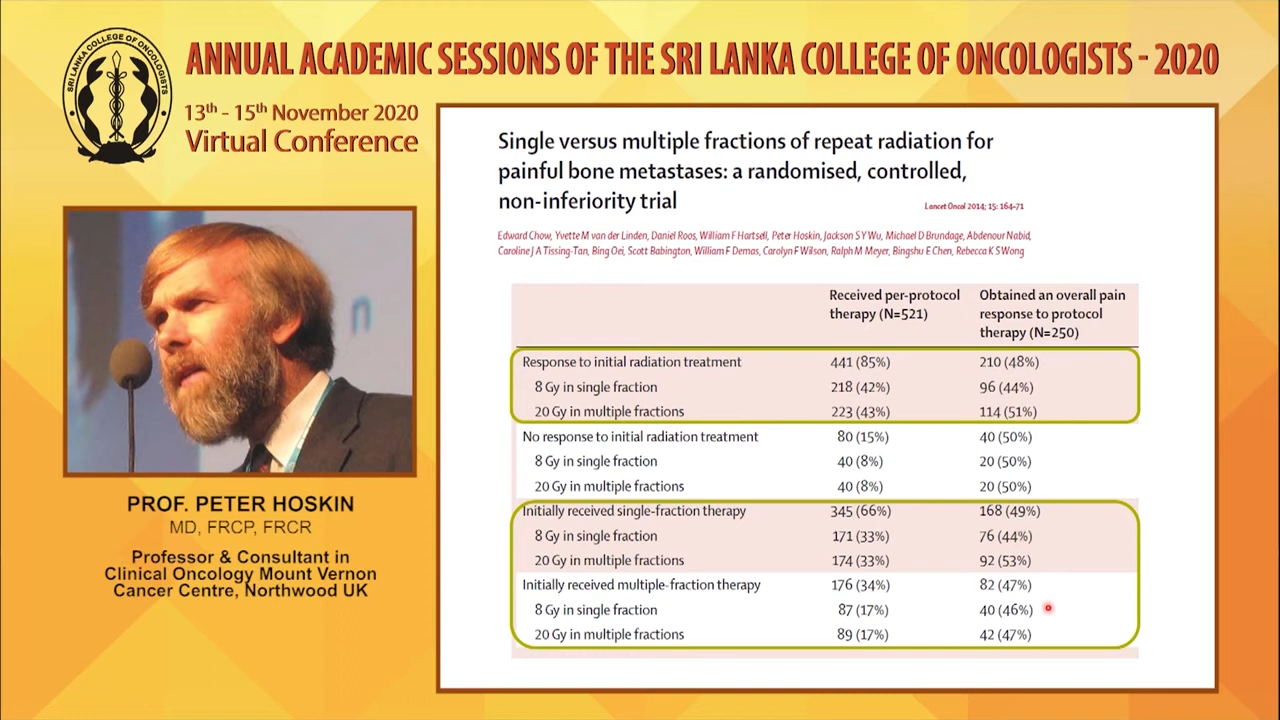 SRI LANKA COLLEGE OF ONCOLOGISTS
ANNUAL ACADEMIC SESSIONS OF THE SRI LANKA COLLEGE OF ONCOLOGISTS - 2020
13th - 15th November 2020
Virtual Conference
PROF. PETER HOSKIN
MD, FRCP, FRCR
Professor & Consultant in
Clinical Oncology Mount Vernon
Cancer Centre, Northwood UK
Single versus multiple fractions of repeat radiation for
painful bone metastases: a randomised, controlled,
non-inferiority trial
Lancet Oncol 2014; 15: 164–71
Edward Chow, Yvette M van der Linden, Daniel Roos, William F Hartsell, Peter Hoskin, Jackson S Y Wu, Michael D Brundage, Abdenour Nabid,
Caroline J A Tissing-Tan, Bing Oei, Scott Babington, William F Demas, Carolyn F Wilson, Ralph M Meyer, Bingshu E Chen, Rebecca K S Wong
Received per-protocol
therapy (N=521)
Obtained an overall pain
response to protocol
therapy (N=250)
Response to initial radiation treatment 441 (85%) 210 (48%)
8 Gy in single fraction 218 (42%) 96 (44%)
20 Gy in multiple fractions 223 (43%) 114 (51%)
No response to initial radiation treatment 80 (15%) 40 (50%)
8 Gy in single fraction 40 (8%) 20 (50%)
20 Gy in multiple fractions 40 (8%) 20 (50%)
Initially received single-fraction therapy 345 (66%) 168 (49%)
8 Gy in single fraction 171 (33%) 76 (44%)
20 Gy in multiple fractions 174 (33%) 92 (53%)
Initially received multiple-fraction therapy 176 (34%) 82 (47%)
8 Gy in single fraction 87 (17%) 40 (46%)
20 Gy in multiple fractions 89 (17%) 42 (47%)